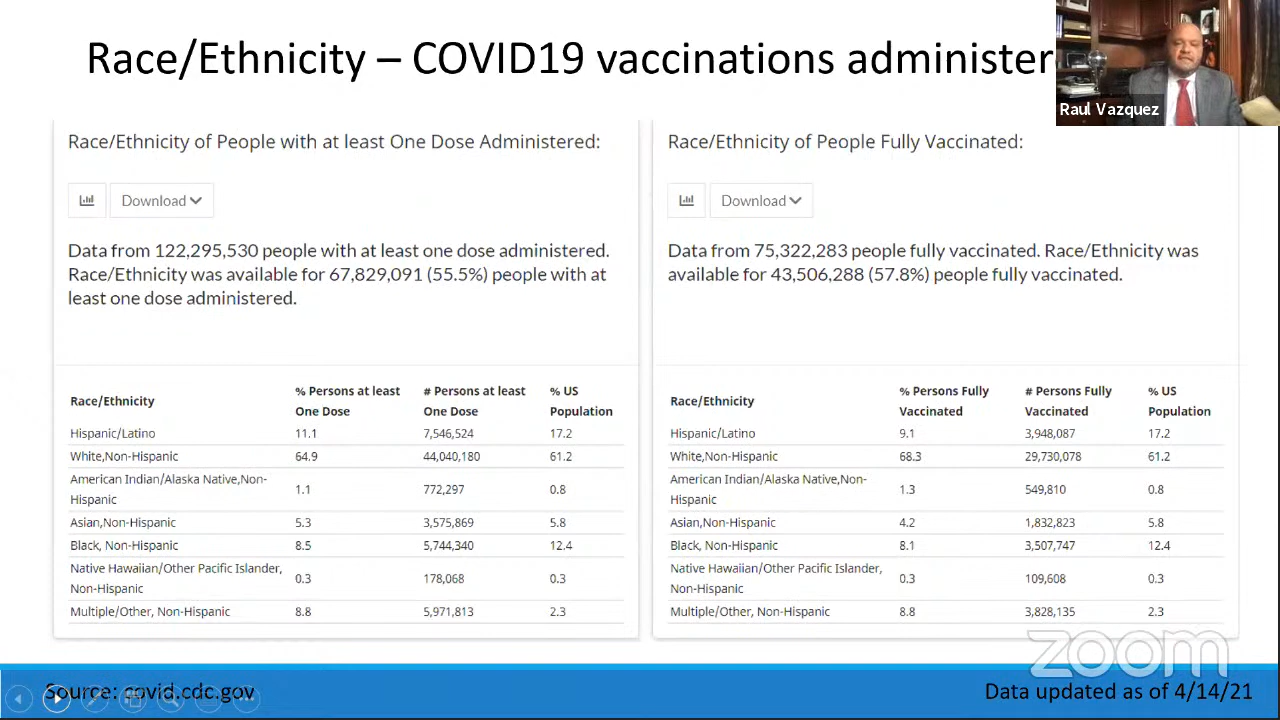 Race/Ethnicity – COVID19 vaccinations administer
Raul Vazquez
Race/Ethnicity of People with at least One Dose Administered:
Download
Data from 122,295,530 people with at least one dose administered.
Race/Ethnicity was available for 67,829,091 (55.5%) people with at
least one dose administered.
Race/Ethnicity % Persons at least One Dose # Persons at least One Dose % US Population
Hispanic/Latino 11.1 7,546,524 17.2
White,Non-Hispanic 64.9 44,040,180 61.2
American Indian/Alaska Native,Non-
Hispanic 1.1 772,297 0.8
Asian,Non-Hispanic 5.3 3,575,869 5.8
Black, Non-Hispanic 8.5 5,744,340 12.4
Native Hawaiian/Other Pacific Islander,
Non-Hispanic 0.3 178,068 0.3
Multiple/Other, Non-Hispanic 8.8 5,971,813 2.3
Race/Ethnicity of People Fully Vaccinated:
Download
Data from 75,322,283 people fully vaccinated. Race/Ethnicity was
available for 43,506,288 (57.8%) people fully vaccinated.
Race/Ethnicity % Persons Fully Vaccinated # Persons Fully Vaccinated % US Population
Hispanic/Latino 9.1 3,948,087 17.2
White,Non-Hispanic 68.3 29,730,078 61.2
American Indian/Alaska Native,Non-
Hispanic 1.3 549,810 0.8
Asian,Non-Hispanic 4.2 1,832,823 5.8
Black, Non-Hispanic 8.1 3,507,747 12.4
Native Hawaiian/Other Pacific Islander,
Non-Hispanic 0.3 109,608 0.3
Multiple/Other, Non-Hispanic 8.8 3,828,135 2.3
zoom
Source: covid.cdc.gov
Data updated as of 4/14/21